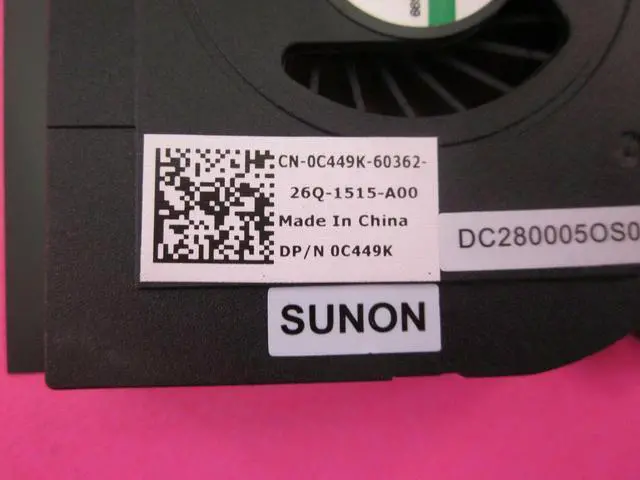 CN-0C449K-60362-
26Q-1515-A00
Made In China
DP/N 0C449K
DC280005OS0
SUNON